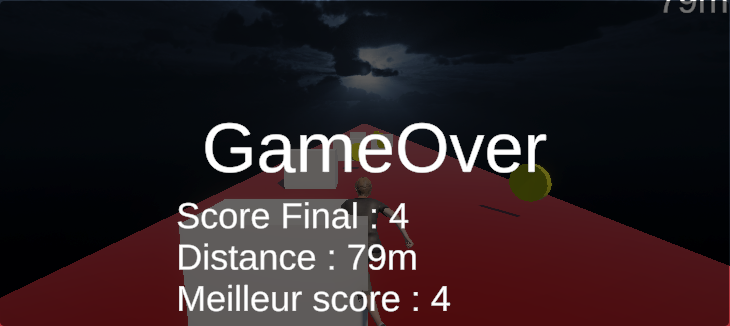 79m
GameOver
Score Final : 4
Distance : 79m
Meilleur score : 4